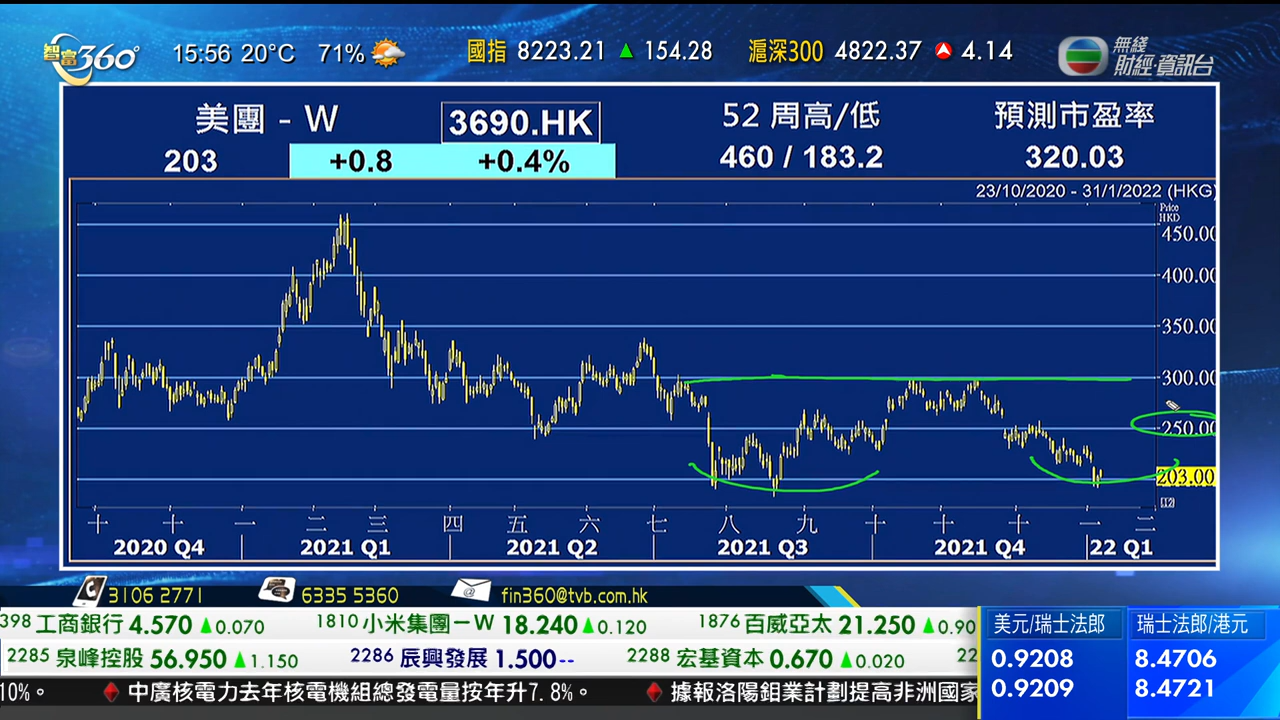 智富360°
15:56 20°C 71%
國指 8223.21 ▲ 154.28 滬深300 4822.37 4.14
無綫
財經·資訊台
美團 - W 3690.HK 52 周高/低 預測市盈率
203 +0.8 +0.4% 460 / 183.2 320.03
23/10/2020 - 31/1/2022 (HKG)
Price
HKD
450.00
400.00
350.00
300.00
250.00
203.00
十 十 一 二 三 四 五 六 七 八 九 十 十 十 一 二
2020 Q4 2021 Q1 2021 Q2 2021 Q3 2021 Q4 22 Q1
3106 2771 6335 5360 fin360@tvb.com.hk
398 工商銀行 4.570 ▲0.070 1810 小米集團－W 18.240 ▲0.120 1876 百威亞太 21.250 ▲0.90
2285 泉峰控股 56.950 ▲1.150 2286 辰興發展 1.500 -- 2288 宏基資本 0.670 ▲0.020 22
10%。 中廣核電力去年核電機組總發電量按年升7.8%。 據報洛陽鉬業計劃提高非洲國家
美元/瑞士法郎 瑞士法郎/港元
0.9208 8.4706
0.9209 8.4721